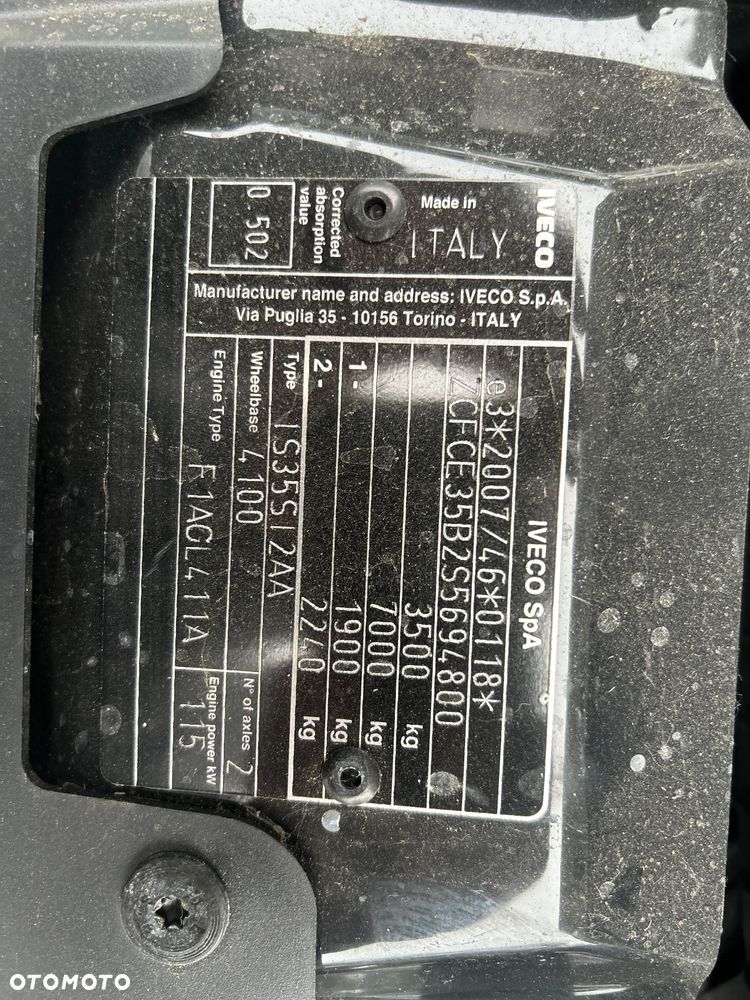 IVECO
Made in
ITALY
Corrected
absorption
value
0.502
Manufacturer name and address: IVECO S.p.A.
Via Puglia 35 - 10156 Torino - ITALY
IVECO SpA
e3*2007/46*0118*
ZCFCE35B2S5694800
3500 kg
7000 kg
1 - 1900 kg
2 - 2240 kg
Type IS35SI2AA
Wheelbase 4100 N° of axles 2
Engine Type F1AGL411A Engine power kW 115
OTOMOTO